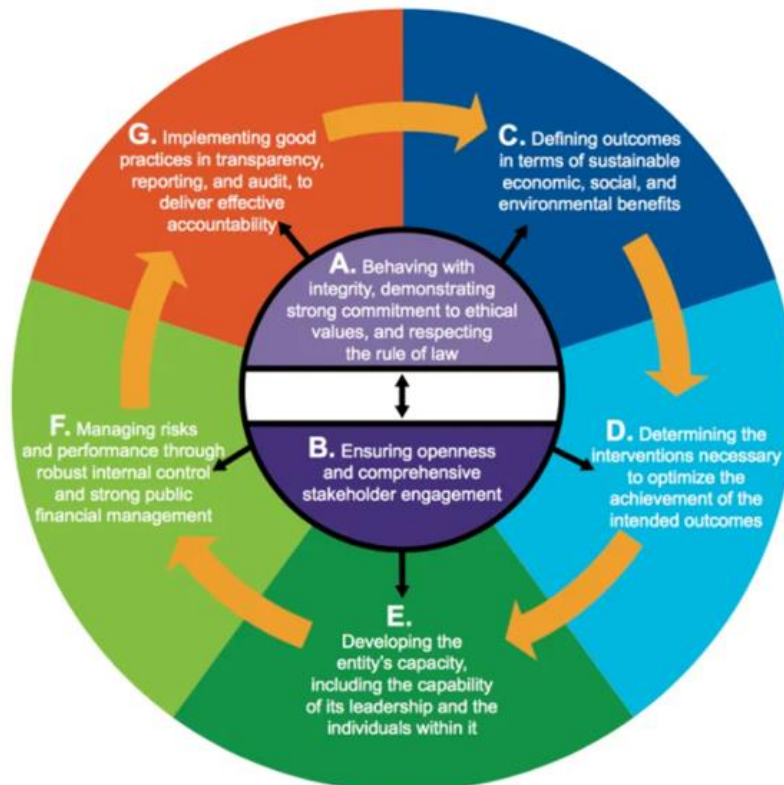 A. Behaving with
integrity, demonstrating
strong commitment to ethical
values, and respecting
the rule of law
B. Ensuring openness
and comprehensive
stakeholder engagement
C. Defining outcomes
in terms of sustainable
economic, social, and
environmental benefits
D. Determining the
interventions necessary
to optimize the
achievement of the
intended outcomes
E.
Developing the
entity's capacity,
including the capability
of its leadership and the
individuals within it
F. Managing risks
and performance through
robust internal control
and strong public
financial management
G. Implementing good
practices in transparency,
reporting, and audit, to
deliver effective
accountability